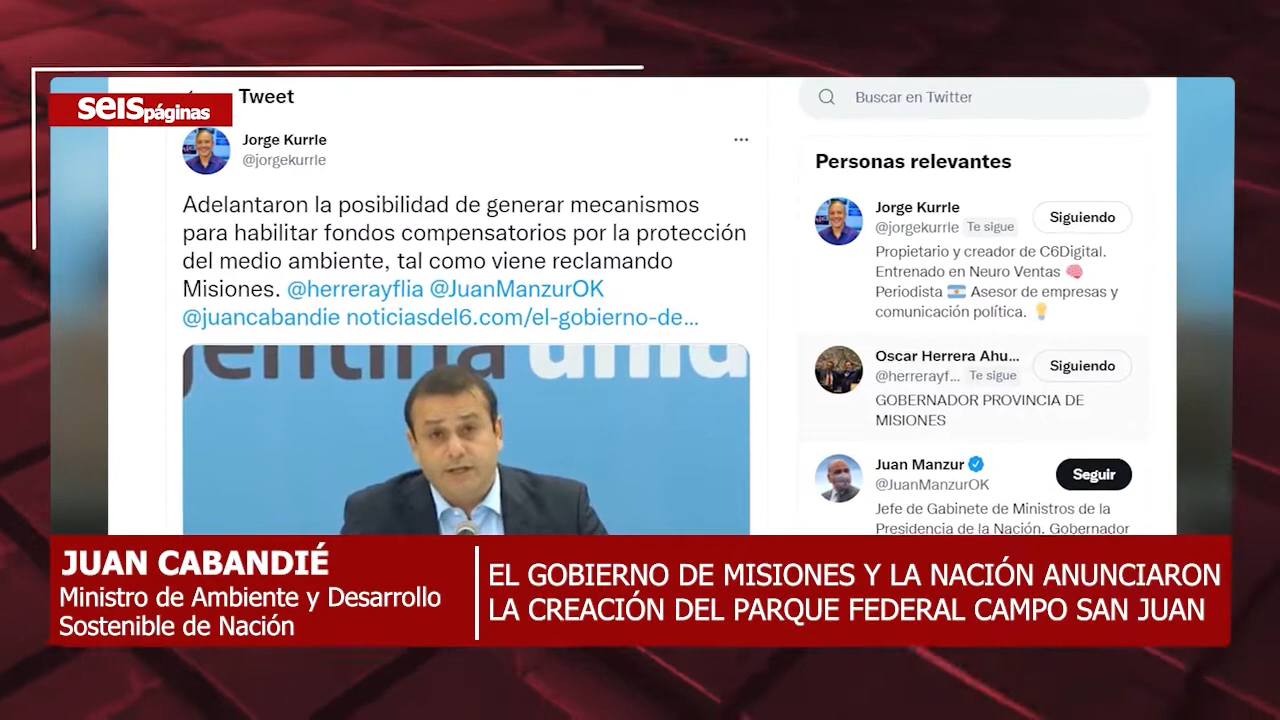 seis páginas
Tweet
Jorge Kurrle
@jorgekurrle
Adelantaron la posibilidad de generar mecanismos
para habilitar fondos compensatorios por la protección
del medio ambiente, tal como viene reclamando
Misiones. @herrerayflia @JuanManzurOK
@juancabandie noticiasdel6.com/el-gobierno-de...
Buscar en Twitter
Personas relevantes
Jorge Kurrle
@jorgekurrle Te sigue
Siguiendo
Propietario y creador de C6Digital.
Entrenado en Neuro Ventas 🧠
Periodista 🇦🇷 Asesor de empresas y
comunicación política. 💡
Oscar Herrera Ahu...
@herrerayf... Te sigue
Siguiendo
GOBERNADOR PROVINCIA DE
MISIONES
Juan Manzur
@JuanManzurOK
Seguir
Jefe de Gabinete de Ministros de la
Presidencia de la Nación. Gobernador
JUAN CABANDIÉ
Ministro de Ambiente y Desarrollo
Sostenible de Nación
EL GOBIERNO DE MISIONES Y LA NACIÓN ANUNCIARON
LA CREACIÓN DEL PARQUE FEDERAL CAMPO SAN JUAN